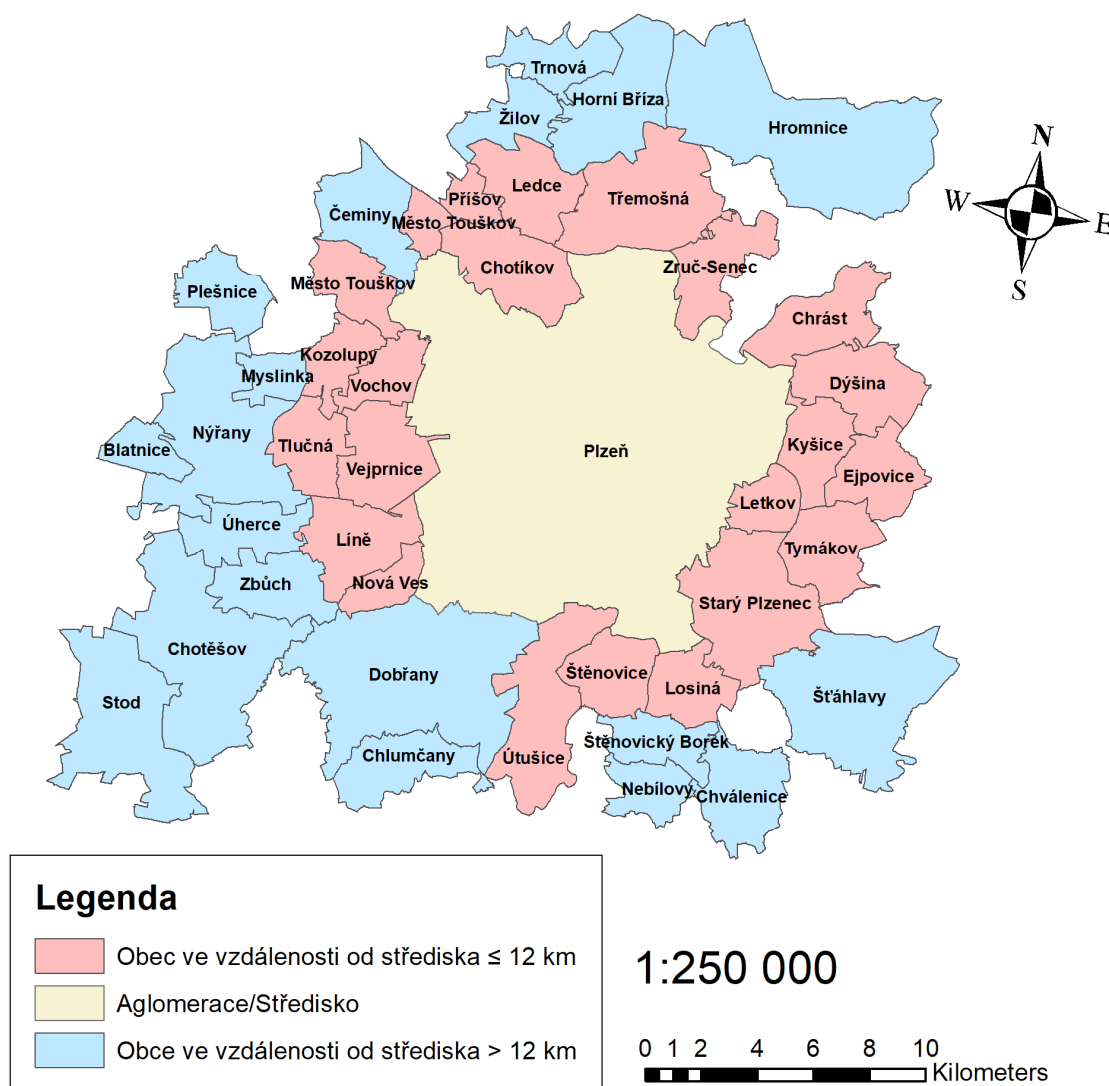 Trnová
Horní Bříza
Žilov
Hromnice
N
W
E
S
Ledce
Příšov
Třemošná
Čeminy
Město Touškov
Chotíkov
Zruč-Senec
Město Touškov
Plešnice
Chrást
Kozolupy
Myslinka
Vochov
Dýšina
Nýřany
Blatnice
Tlučná
Vejprnice
Plzeň
Kyšice
Ejpovice
Letkov
Úherce
Líně
Tymákov
Zbůch
Nová Ves
Starý Plzenec
Chotěšov
Dobřany
Štěnovice
Losiná
Šťáhlavy
Stod
Chlumčany
Útušice
Štěnovický Borek
Nebílovy
Chválenice
Legenda
Obec ve vzdálenosti od střediska ≤ 12 km
Aglomerace/Středisko
Obce ve vzdálenosti od střediska > 12 km
1:250 000
0 1 2 4 6 8 10
Kilometers